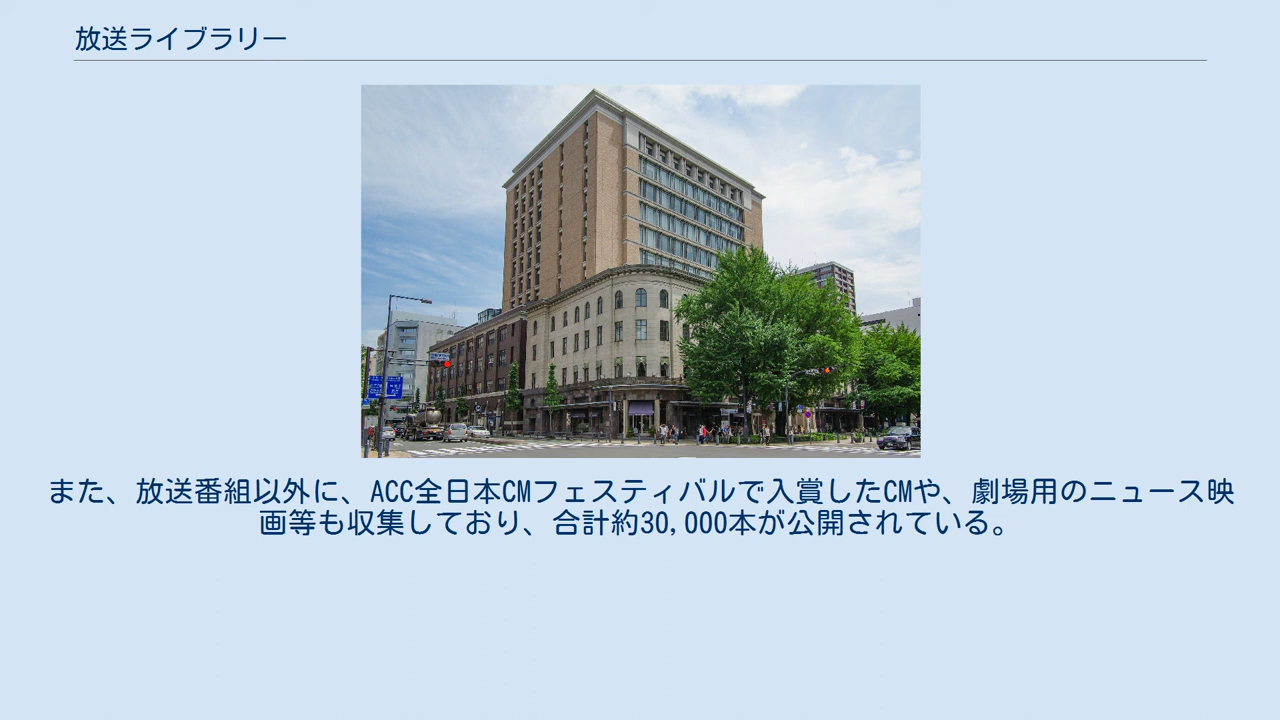 放送ライブラリー
また、放送番組以外に、ACC全日本CMフェスティバルで入賞したCMや、劇場用のニュース映
画等も収集しており、合計約30,000本が公開されている。